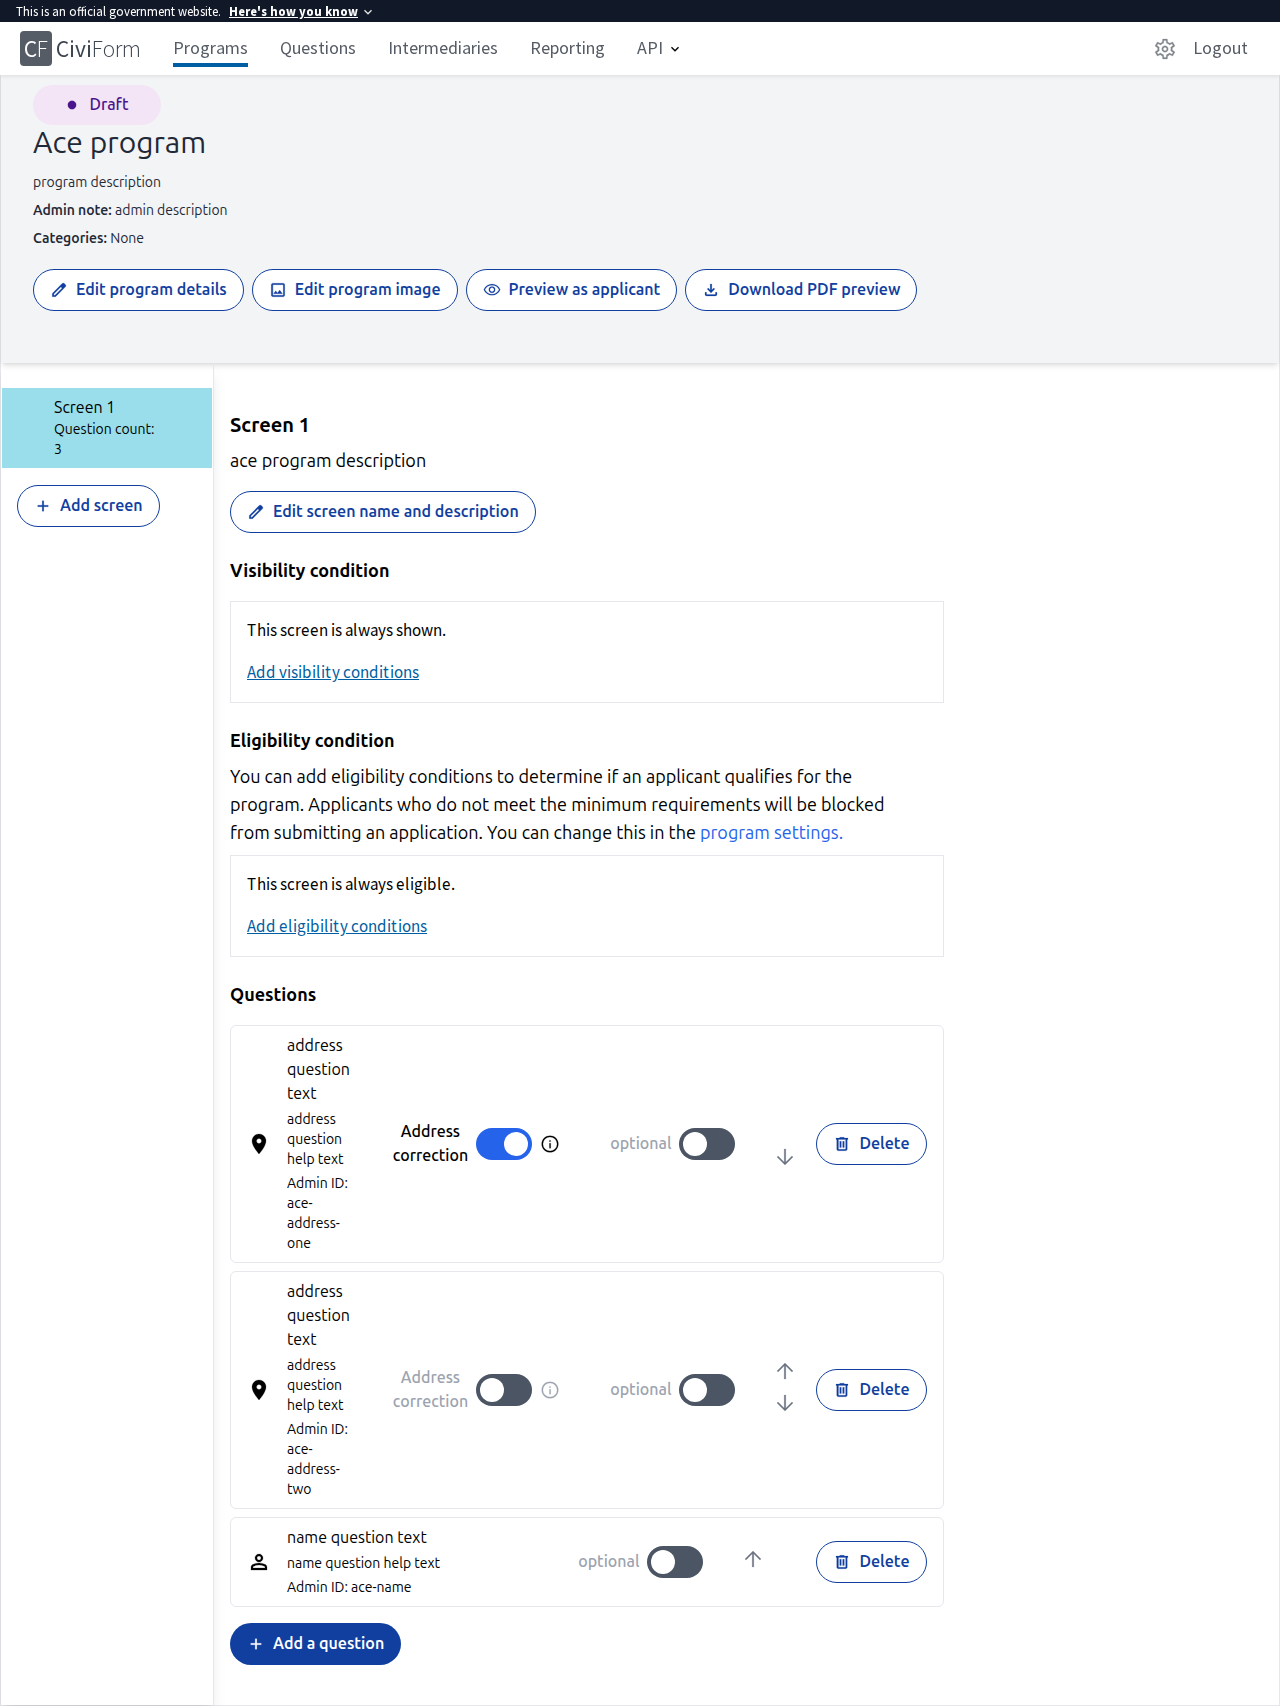 This is an official government website. Here's how you know
CF CiviForm Programs Questions Intermediaries Reporting API Logout
Draft
Ace program
program description
Admin note: admin description
Categories: None
Edit program details Edit program image Preview as applicant Download PDF preview
Screen 1
Question count:
3
Add screen
Screen 1
ace program description
Edit screen name and description
Visibility condition
This screen is always shown.
Add visibility conditions
Eligibility condition
You can add eligibility conditions to determine if an applicant qualifies for the
program. Applicants who do not meet the minimum requirements will be blocked
from submitting an application. You can change this in the program settings.
This screen is always eligible.
Add eligibility conditions
Questions
address
question
text
address
question
help text
Admin ID:
ace-
address-
one
Address
correction
optional
Delete
address
question
text
address
question
help text
Admin ID:
ace-
address-
two
Address
correction
optional
Delete
name question text
name question help text
Admin ID: ace-name
optional
Delete
Add a question